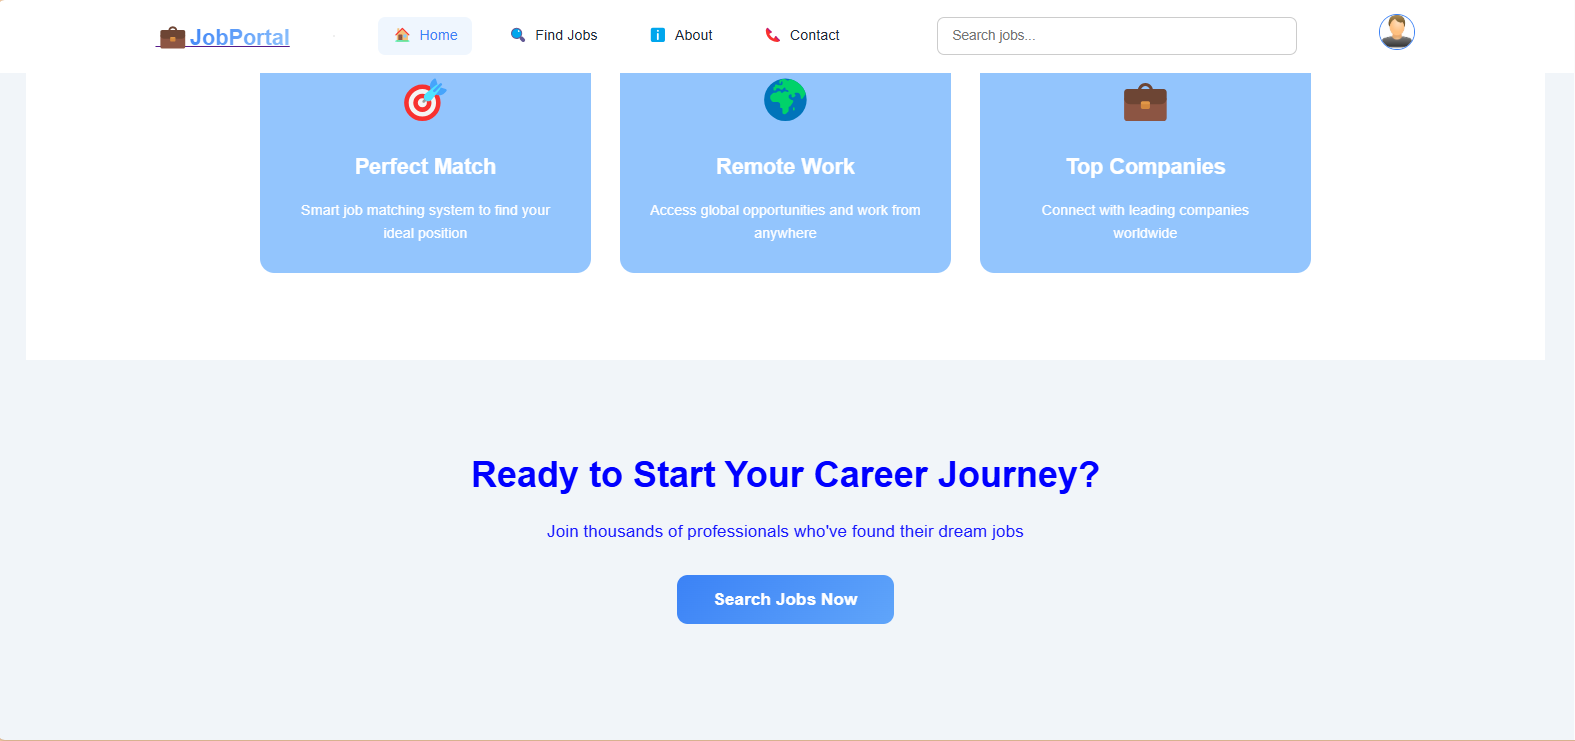 JobPortal
Home
Find Jobs
About
Contact
Search jobs...
Perfect Match
Smart job matching system to find your
ideal position
Remote Work
Access global opportunities and work from
anywhere
Top Companies
Connect with leading companies
worldwide
Ready to Start Your Career Journey?
Join thousands of professionals who've found their dream jobs
Search Jobs Now